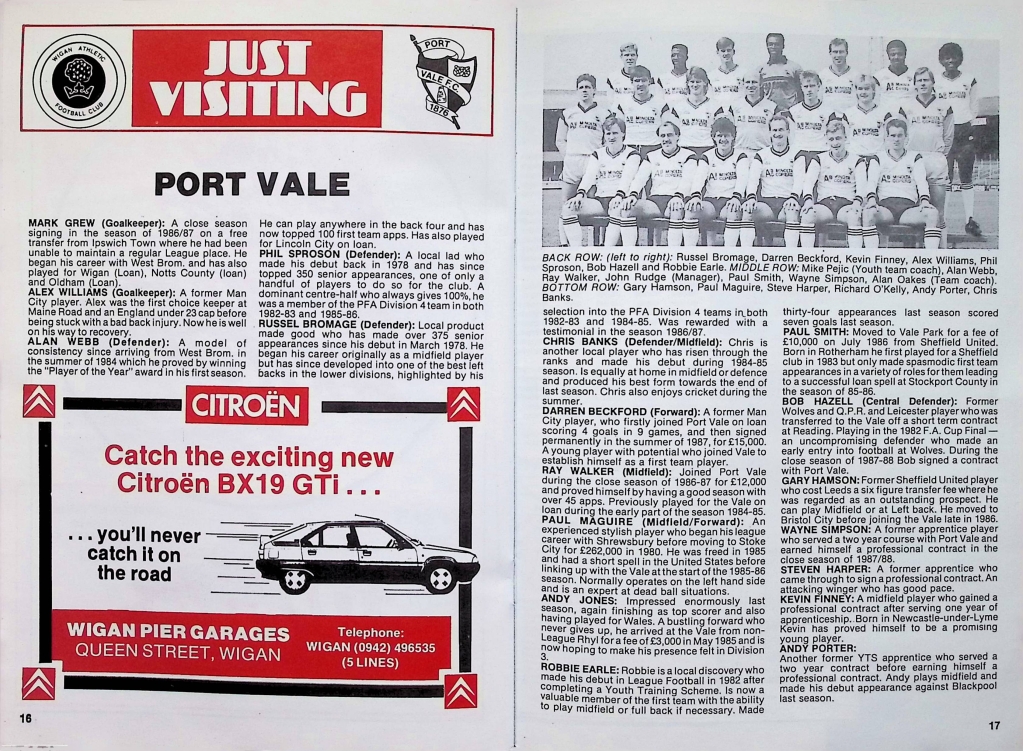 WIGAN ATHLETIC
FOOTBALL CLUB
JUST
VISITING
PORT
VALE F.C.
1876
PORT VALE
MARK GREW (Goalkeeper): A close season
signing in the season of 1986/87 on a free
transfer from Ipswich Town where he had been
unable to maintain a regular League place. He
began his career with West Brom. and has also
played for Wigan (Loan), Notts County (loan)
and Oldham (Loan).
ALEX WILLIAMS (Goalkeeper): A former Man
City player. Alex was the first choice keeper at
Maine Road and an England under 23 cap before
being stuck with a bad back injury. Now he is well
on his way to recovery.
ALAN WEBB (Defender): A model of
consistency since arriving from West Brom. in
the summer of 1984 which he proved by winning
the "Player of the Year" award in his first season.
He can play anywhere in the back four and has
now topped 100 first team apps. Has also played
for Lincoln City on loan.
PHIL SPROSON (Defender): A local lad who
made his debut back in 1978 and has since
topped 350 senior appearances, one of only a
handful of players to do so for the club. A
dominant centre-half who always gives 100%, he
was a member of the PFA Division 4 team in both
1982-83 and 1985-86.
RUSSEL BROMAGE (Defender): Local product
made good who has made over 375 senior
appearances since his debut in March 1978. He
began his career originally as a midfield player
but has since developed into one of the best left
backs in the lower divisions, highlighted by his
CITROËN
Catch the exciting new
Citroën BX19 GTi . . .
. . . you'll never
catch it on
the road
WIGAN PIER GARAGES
QUEEN STREET, WIGAN
Telephone:
WIGAN (0942) 496535
(5 LINES)
16
BACK ROW: (left to right): Russel Bromage, Darren Beckford, Kevin Finney, Alex Williams, Phil
Sproson, Bob Hazell and Robbie Earle. MIDDLE ROW: Mike Pejic (Youth team coach), Alan Webb,
Ray Walker, John Rudge (Manager), Paul Smith, Wayne Simpson, Alan Oakes (Team coach).
BOTTOM ROW: Gary Hamson, Paul Maguire, Steve Harper, Richard O'Kelly, Andy Porter, Chris
Banks.
selection into the PFA Division 4 teams in both
1982-83 and 1984-85. Was rewarded with a
testimonial in the season 1986/87.
CHRIS BANKS (Defender/Midfield): Chris is
another local player who has risen through the
ranks and made his debut during 1984-85
season. Is equally at home in midfield or defence
and produced his best form towards the end of
last season. Chris also enjoys cricket during the
summer.
DARREN BECKFORD (Forward): A former Man
City player, who firstly joined Port Vale on loan
scoring 4 goals in 9 games, and then signed
permanently in the summer of 1987, for £15,000.
A young player with potential who joined Vale to
establish himself as a first team player.
RAY WALKER (Midfield): Joined Port Vale
during the close season of 1986-87 for £12,000
and proved himself by having a good season with
over 45 apps. Previously played for the Vale on
loan during the early part of the season 1984-85.
PAUL MAGUIRE (Midfield/Forward): An
experienced stylish player who began his league
career with Shrewsbury before moving to Stoke
City for £262,000 in 1980. He was freed in 1985
and had a short spell in the United States before
linking up with the Vale at the start of the 1985-86
season. Normally operates on the left hand side
and is an expert at dead ball situations.
ANDY JONES: Impressed enormously last
season, again finishing as top scorer and also
having played for Wales. A bustling forward who
never gives up, he arrived at the Vale from non-
League Rhyl for a fee of £3,000 in May 1985 and is
now hoping to make his presence felt in Division
3.
ROBBIE EARLE: Robbie is a local discovery who
made his debut in League Football in 1982 after
completing a Youth Training Scheme. Is now a
valuable member of the first team with the ability
to play midfield or full back if necessary. Made
thirty-four appearances last season scored
seven goals last season.
PAUL SMITH: Moved to Vale Park for a fee of
£10,000 on July 1986 from Sheffield United.
Born in Rotherham he first played for a Sheffield
club in 1983 but only made spasmodic first team
appearances in a variety of roles for them leading
to a successful loan spell at Stockport County in
the season of 85-86.
BOB HAZELL (Central Defender): Former
Wolves and Q.P.R. and Leicester player who was
transferred to the Vale off a short term contract
at Reading. Playing in the 1982 F.A. Cup Final —
an uncompromising defender who made an
early entry into football at Wolves. During the
close season of 1987-88 Bob signed a contract
with Port Vale.
GARY HAMSON: Former Sheffield United player
who cost Leeds a six figure transfer fee where he
was regarded as an outstanding prospect. He
can play Midfield or at Left back. He moved to
Bristol City before joining the Vale late in 1986.
WAYNE SIMPSON: A former apprentice player
who served a two year course with Port Vale and
earned himself a professional contract in the
close season of 1987/88.
STEVEN HARPER: A former apprentice who
came through to sign a professional contract. An
attacking winger who has good pace.
KEVIN FINNEY: A midfield player who gained a
professional contract after serving one year of
apprenticeship. Born in Newcastle-under-Lyme
Kevin has proved himself to be a promising
young player.
ANDY PORTER:
Another former YTS apprentice who served a
two year contract before earning himself a
professional contract. Andy plays midfield and
made his debut appearance against Blackpool
last season.
17